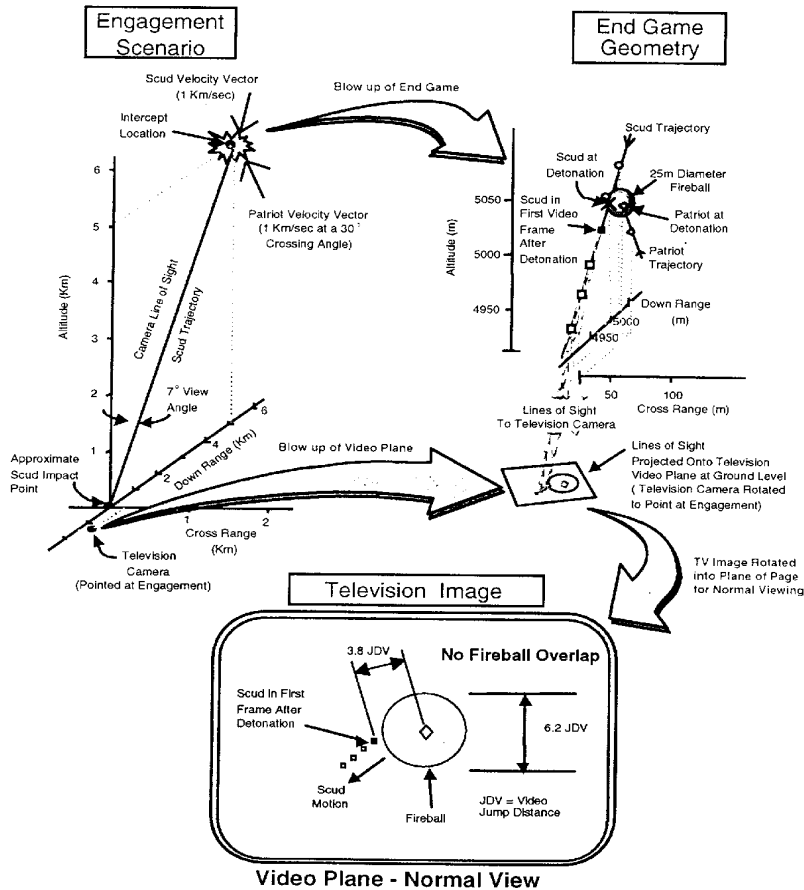 Engagement
Scenario
Scud Velocity Vector
(1 Km/sec)
Intercept
Location
Patriot Velocity Vector
(1 Km/sec at a 30°
Crossing Angle)
6
5
4
3
2
1
Altitude (Km)
Camera Line of Sight
Scud Trajectory
7° View
Angle
6
4
2
Down Range (Km)
Approximate
Scud Impact
Point
1
2
Cross Range
(Km)
Television
Camera
(Pointed at Engagement)
Blow up of End Game
Blow up of Video Plane
End Game
Geometry
Scud Trajectory
Scud at
Detonation
25m Diameter
Fireball
Scud in
First Video
Frame
After
Detonation
Patriot at
Detonation
Patriot
Trajectory
5050
5000
4950
Altitude (m)
Down Range
(m)
5000
4950
50
100
Cross Range (m)
Lines of Sight
To Television Camera
Lines of Sight
Projected Onto Television
Video Plane at Ground Level
( Television Camera Rotated
to Point at Engagement)
TV Image Rotated
into Plane of Page
for Normal Viewing
Television Image
3.8 JDV
No Fireball Overlap
Scud In First
Frame After
Detonation
6.2 JDV
Scud
Motion
Fireball
JDV = Video
Jump Distance
Video Plane - Normal View